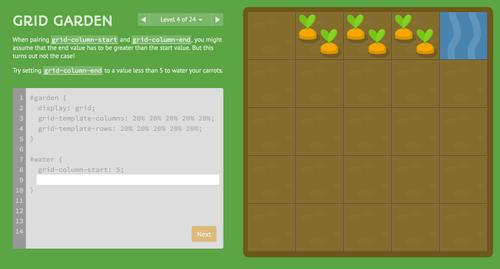 GRID GARDEN
Level 4 of 24
When pairing grid-column-start and grid-column-end, you might
assume that the end value has to be greater than the start value. But this
turns out not the case!
Try setting grid-column-end to a value less than 5 to water your carrots.
1 #garden {
2 display: grid;
3 grid-template-columns: 20% 20% 20% 20% 20%;
4 grid-template-rows: 20% 20% 20% 20% 20%;
5 }
6
7 #water {
8 grid-column-start: 5;
9
10 }
11
12
13
14
Next